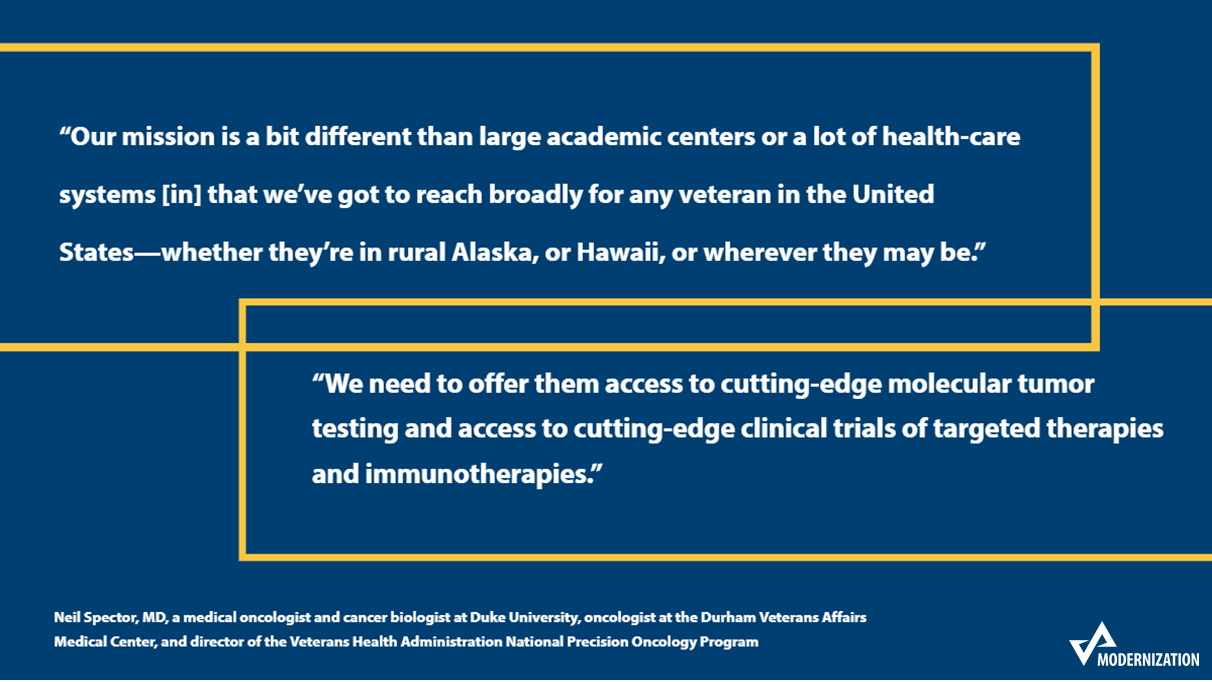 “Our mission is a bit different than large academic centers or a lot of health-care
systems [in] that we’ve got to reach broadly for any veteran in the United
States—whether they’re in rural Alaska, or Hawaii, or wherever they may be.”
“We need to offer them access to cutting-edge molecular tumor
testing and access to cutting-edge clinical trials of targeted therapies
and immunotherapies.”
Neil Spector, MD, a medical oncologist and cancer biologist at Duke University, oncologist at the Durham Veterans Affairs
Medical Center, and director of the Veterans Health Administration National Precision Oncology Program
VA
MODERNIZATION